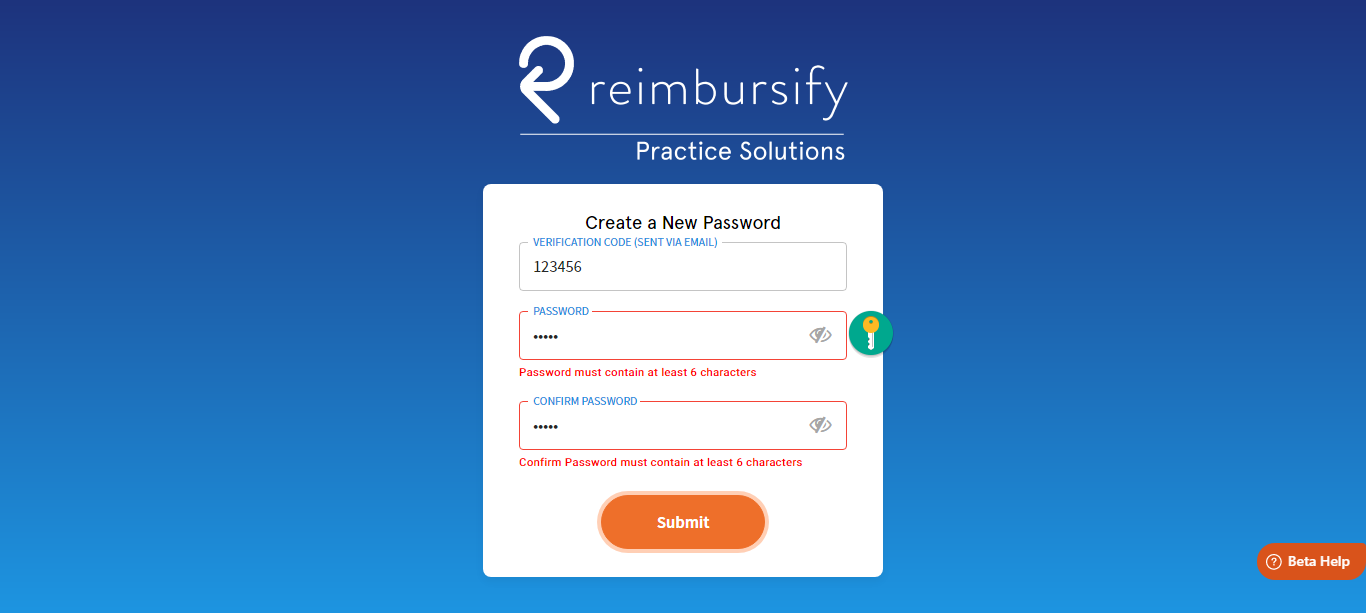 reimbursify
Practice Solutions
Create a New Password
VERIFICATION CODE (SENT VIA EMAIL)
123456
PASSWORD
•••••
Password must contain at least 6 characters
CONFIRM PASSWORD
•••••
Confirm Password must contain at least 6 characters
Submit
Beta Help